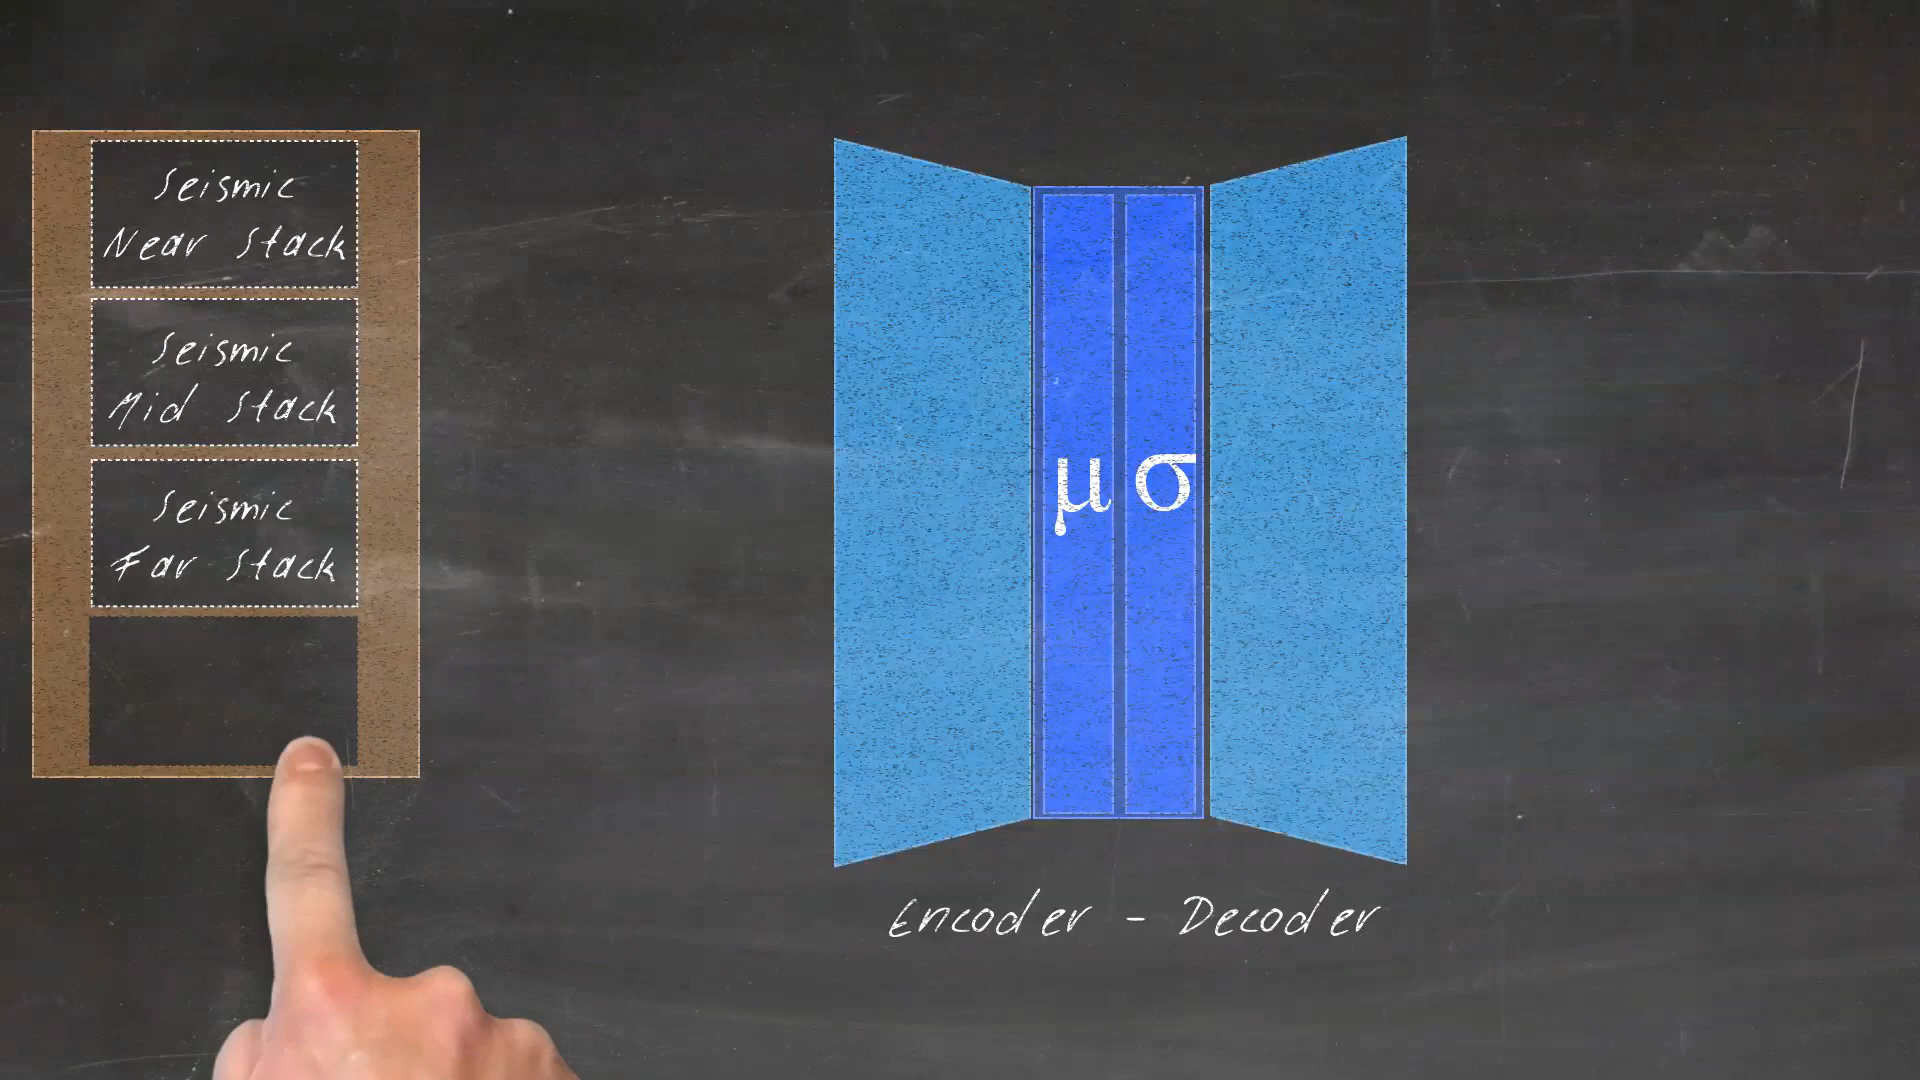 Seismic
Near Stack
Seismic
Mid Stack
Seismic
Far Stack
μ σ
Encoder - Decoder